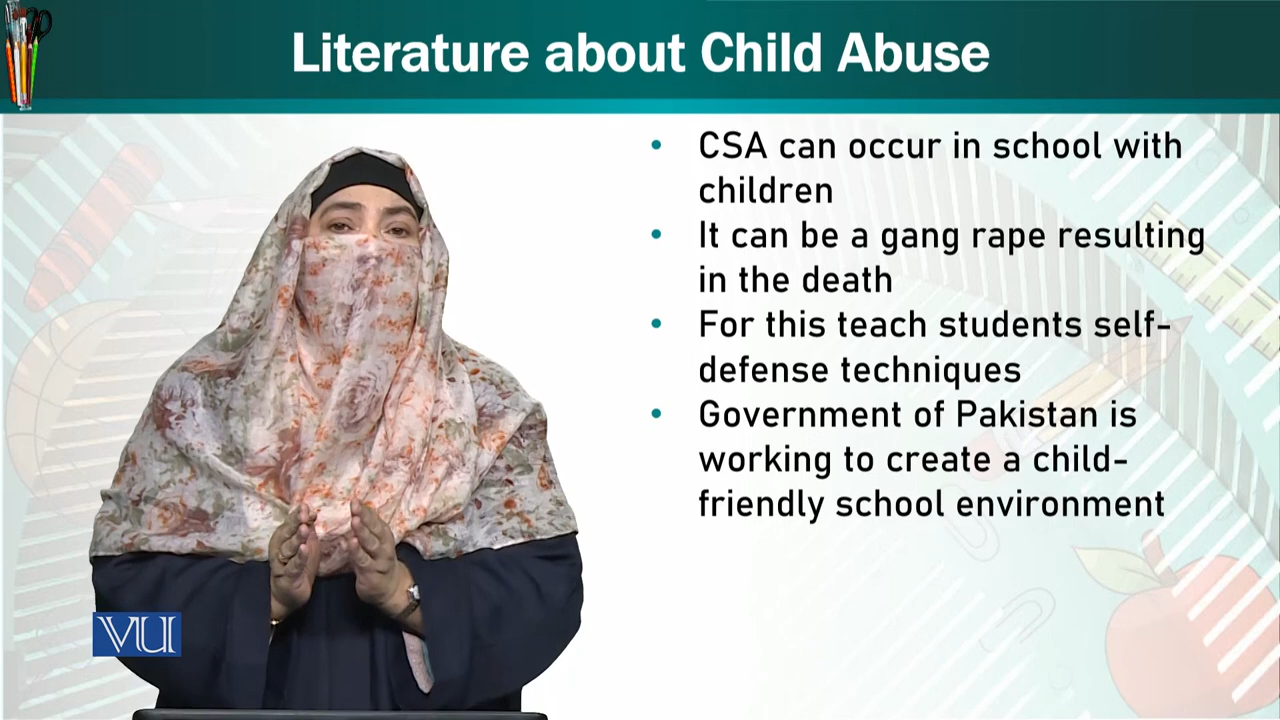 Literature about Child Abuse
• CSA can occur in school with
children
• It can be a gang rape resulting
in the death
• For this teach students self-
defense techniques
• Government of Pakistan is
working to create a child-
friendly school environment
VU